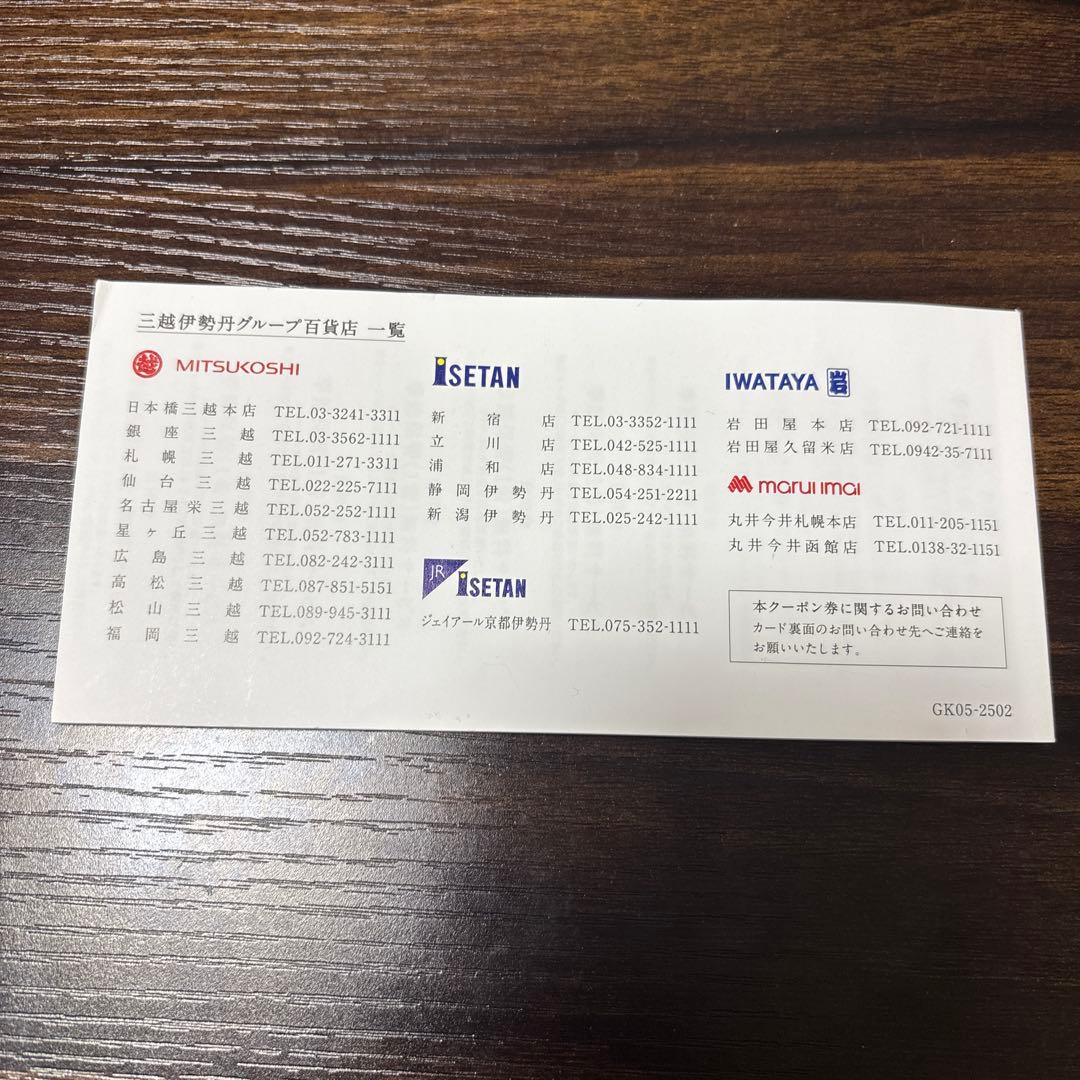 三越伊勢丹グループ百貨店 一覧
越 MITSUKOSHI
日本橋三越本店 TEL.03-3241-3311
銀座三越 TEL.03-3562-1111
札幌三越 TEL.011-271-3311
仙台三越 TEL.022-225-7111
名古屋栄三越 TEL.052-252-1111
星ヶ丘三越 TEL.052-783-1111
広島三越 TEL.082-242-3111
高松三越 TEL.087-851-5151
松山三越 TEL.089-945-3111
福岡三越 TEL.092-724-3111
ISETAN
新宿店 TEL.03-3352-1111
立川店 TEL.042-525-1111
浦和店 TEL.048-834-1111
静岡伊勢丹 TEL.054-251-2211
新潟伊勢丹 TEL.025-242-1111
JR ISETAN
ジェイアール京都伊勢丹 TEL.075-352-1111
IWATAYA 岩
岩田屋本店 TEL.092-721-1111
岩田屋久留米店 TEL.0942-35-7111
marui imai
丸井今井札幌本店 TEL.011-205-1151
丸井今井函館店 TEL.0138-32-1151
本クーポン券に関するお問い合わせ
カード裏面のお問い合わせ先へご連絡を
お願いいたします。
GK05-2502